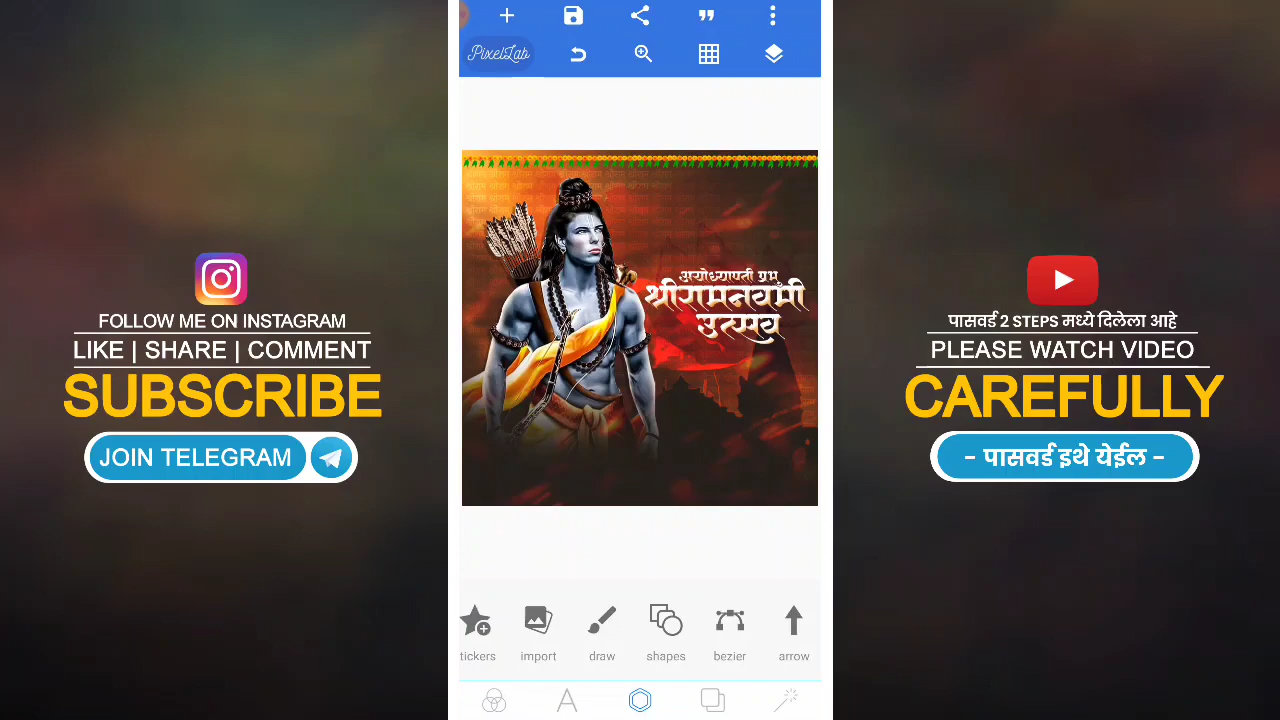 FOLLOW ME ON INSTAGRAM
LIKE | SHARE | COMMENT
SUBSCRIBE
JOIN TELEGRAM
PixelLab
अयोध्यापती प्रभू
श्रीरामनवमी
उत्सव
tickers
import
draw
shapes
bezier
arrow
पासवर्ड 2 STEPS मध्ये दिलेला आहे
PLEASE WATCH VIDEO
CAREFULLY
- पासवर्ड इथे येईल -